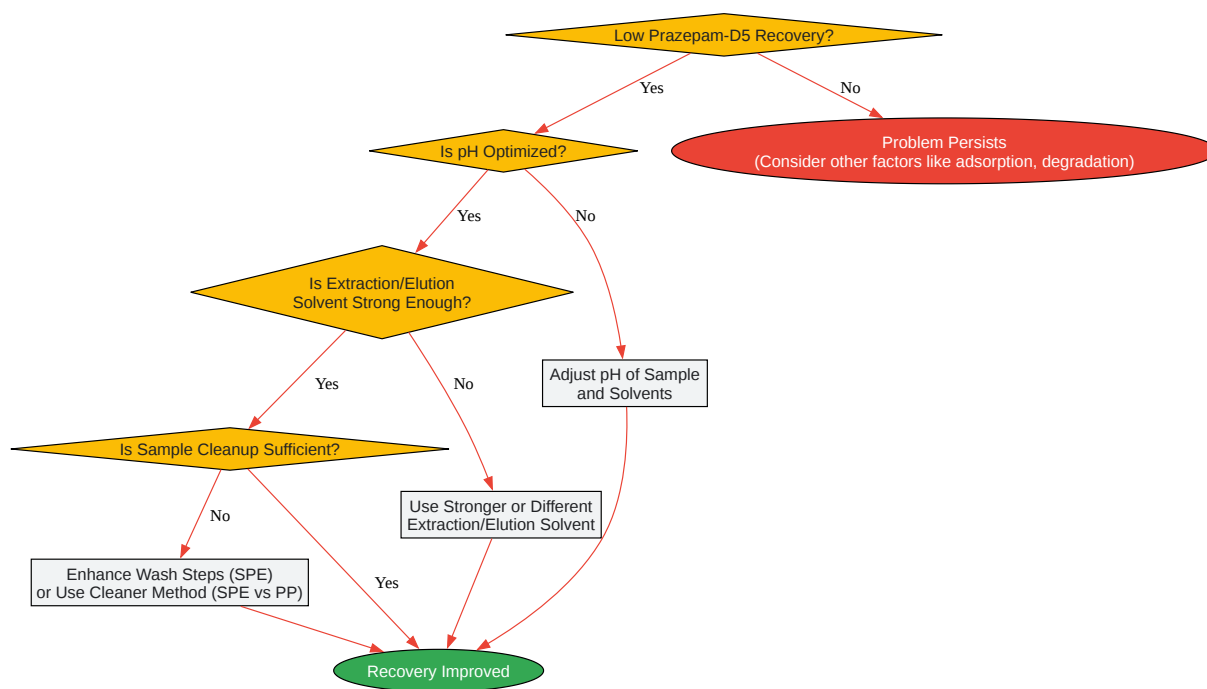 Low Prazepam-D5 Recovery?
Yes
No
Is pH Optimized?
Problem Persists
(Consider other factors like adsorption, degradation)
Yes
No
Is Extraction/Elution
Solvent Strong Enough?
Yes
No
Adjust pH of Sample
and Solvents
Is Sample Cleanup Sufficient?
Use Stronger or Different
Extraction/Elution Solvent
No
Yes
Enhance Wash Steps (SPE)
or Use Cleaner Method (SPE vs PP)
Recovery Improved